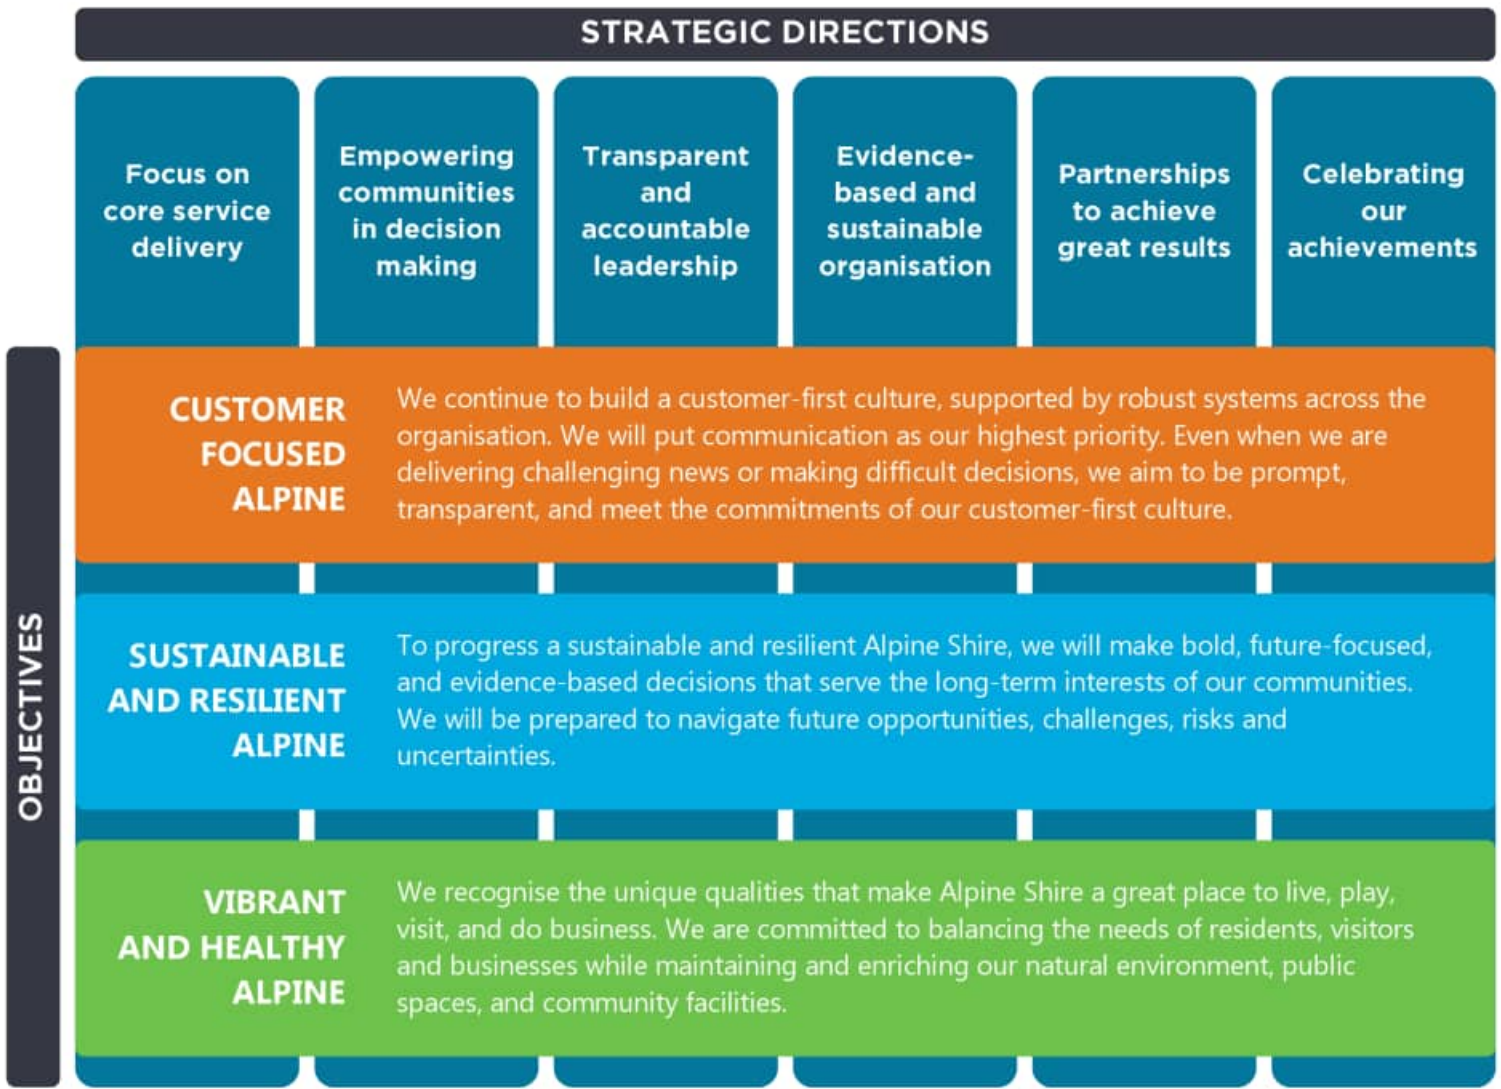 STRATEGIC DIRECTIONS
Focus on
core service
delivery
Empowering
communities
in decision
making
Transparent
and
accountable
leadership
Evidence-
based and
sustainable
organisation
Partnerships
to achieve
great results
Celebrating
our
achievements
OBJECTIVES
CUSTOMER
FOCUSED
ALPINE
We continue to build a customer-first culture, supported by robust systems across the
organisation. We will put communication as our highest priority. Even when we are
delivering challenging news or making difficult decisions, we aim to be prompt,
transparent, and meet the commitments of our customer-first culture.
SUSTAINABLE
AND RESILIENT
ALPINE
To progress a sustainable and resilient Alpine Shire, we will make bold, future-focused,
and evidence-based decisions that serve the long-term interests of our communities.
We will be prepared to navigate future opportunities, challenges, risks and
uncertainties.
VIBRANT
AND HEALTHY
ALPINE
We recognise the unique qualities that make Alpine Shire a great place to live, play,
visit, and do business. We are committed to balancing the needs of residents, visitors
and businesses while maintaining and enriching our natural environment, public
spaces, and community facilities.